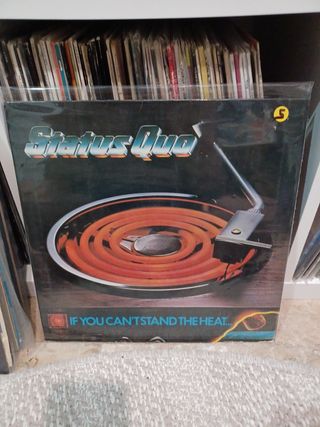 5
Status Quo
IF YOU CAN'T STAND THE HEAT...